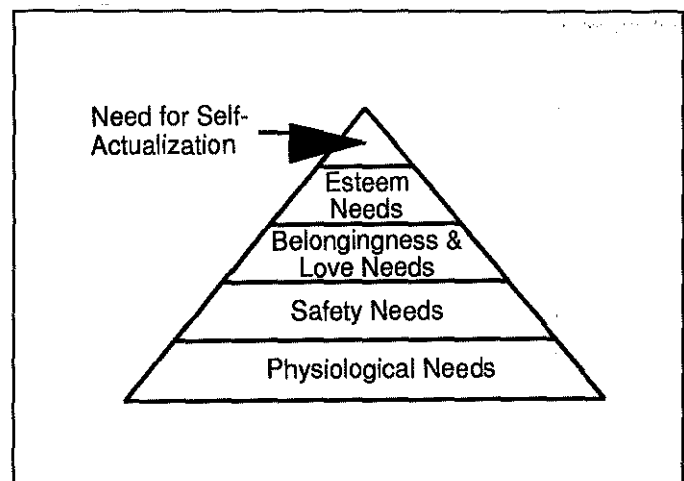 Need for Self-
Actualization
Esteem
Needs
Belongingness &
Love Needs
Safety Needs
Physiological Needs